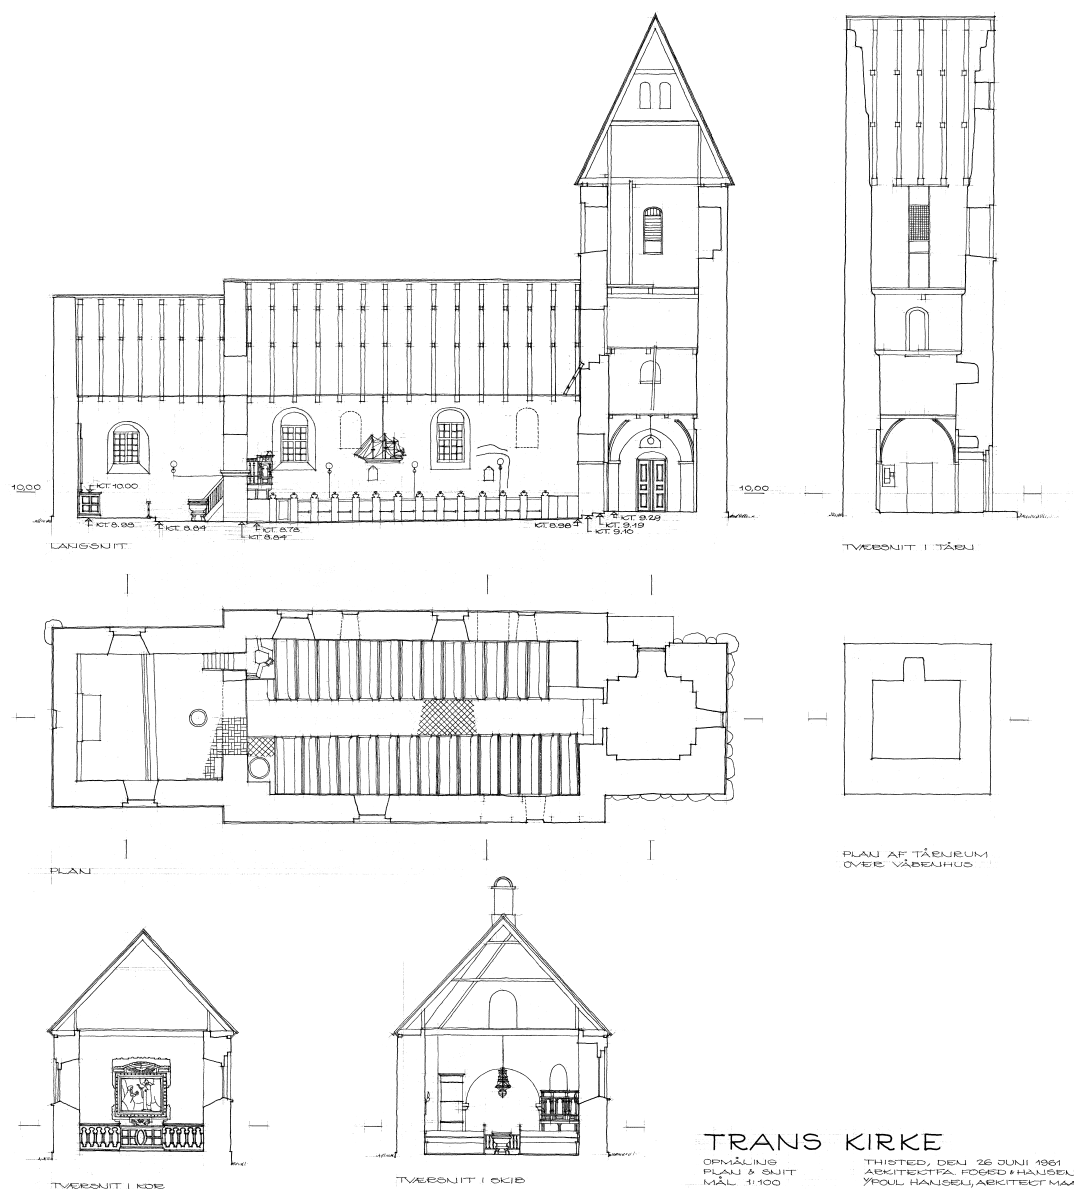 10,00
KT. 10.00
KT. 8.98
KT. 8.84
KT. 8.78
KT. 8.84
KT. 8.98
KT. 9.29
KT. 9.19
KT. 9.10
10,00
LANGSNIT
TVÆRSNIT I TÅRN
PLAN
PLAN AF TÅRNRUM
OVER VÅBENHUS
TVÆRSNIT I KOR
TVÆRSNIT I SKIB
TRANS KIRKE
OPMÅLING
PLAN & SNIT
MÅL 1:100
THISTED, DEN 26 JUNI 1961
ARKITEKTFA. FOGED & HANSEN
V/POUL HANSEN, ARKITEKT MAA